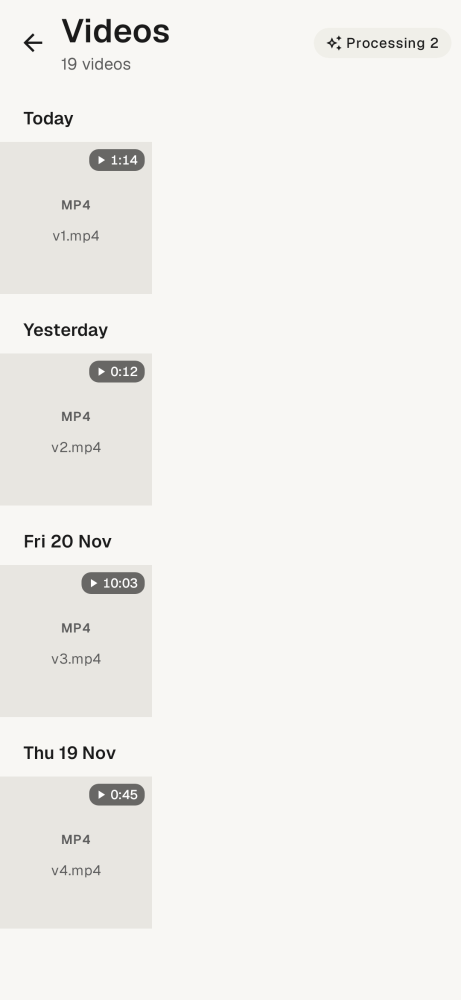 Videos
19 videos
Processing 2
Today
1:14
MP4
v1.mp4
Yesterday
0:12
MP4
v2.mp4
Fri 20 Nov
10:03
MP4
v3.mp4
Thu 19 Nov
0:45
MP4
v4.mp4